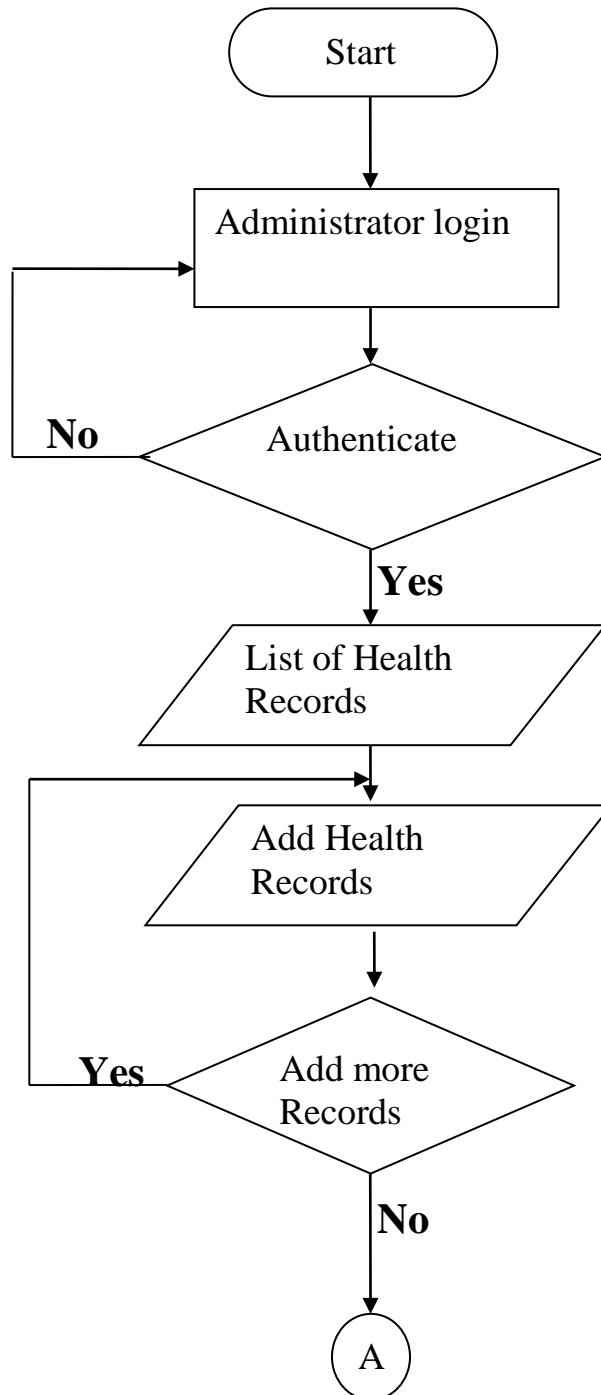 Start
Administrator login
No
Authenticate
Yes
List of Health
Records
Add Health
Records
Yes
Add more
Records
No
A